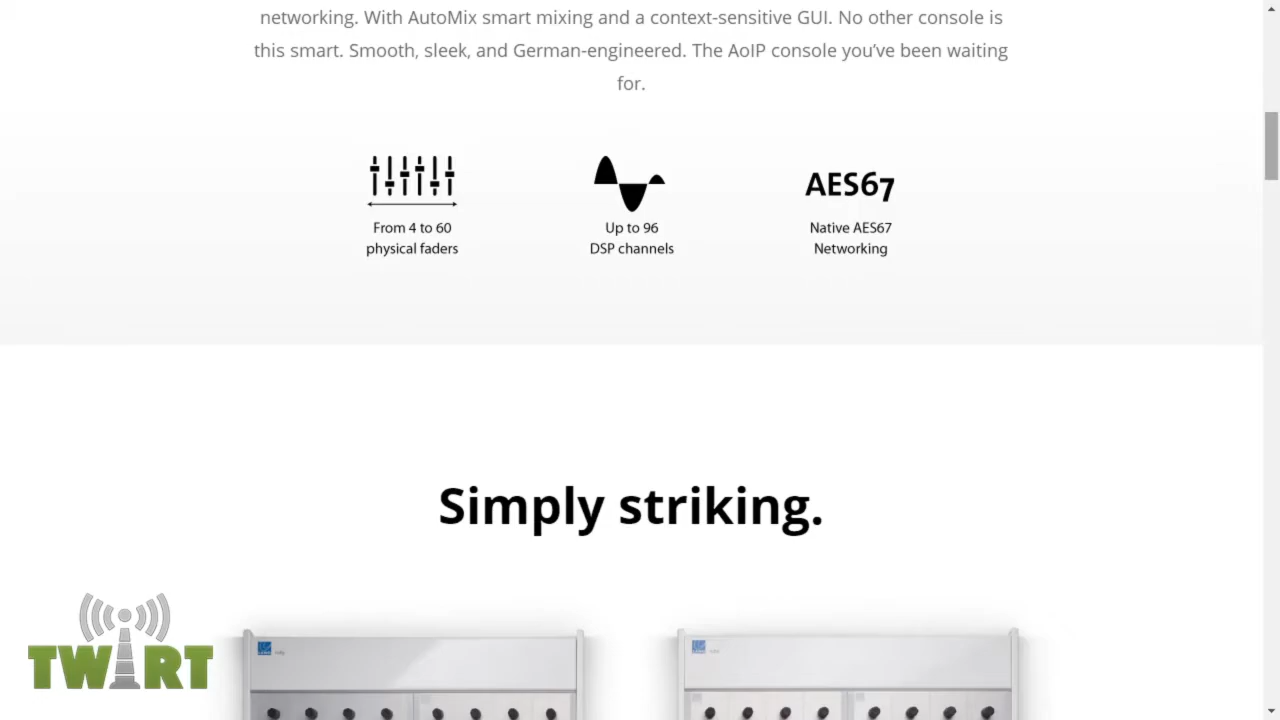 networking. With AutoMix smart mixing and a context-sensitive GUI. No other console is
this smart. Smooth, sleek, and German-engineered. The AoIP console you’ve been waiting
for.
AES67
From 4 to 60
physical faders
Up to 96
DSP channels
Native AES67
Networking
Simply striking.
TWiRT